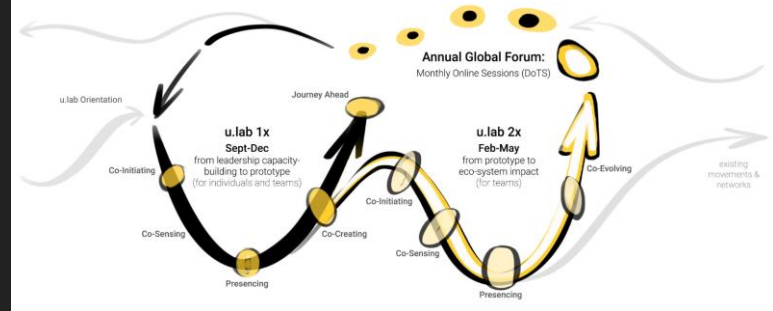 Annual Global Forum:
Monthly Online Sessions (DoTS)
Journey Ahead
u.lab Orientation
u.lab 1x
Sept-Dec
from leadership capacity-
building to prototype
(for individuals and teams)
u.lab 2x
Feb-May
from prototype to
eco-system impact
(for teams)
Co-Initiating
Co-Sensing
Presencing
Co-Creating
Co-Initiating
Co-Sensing
Presencing
Co-Evolving
existing
movements &
networks